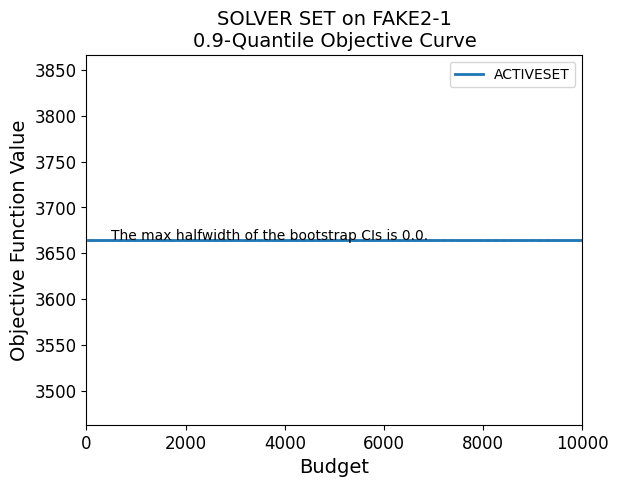 SOLVER SET on FAKE2-1
0.9-Quantile Objective Curve
ACTIVESET
The max halfwidth of the bootstrap CIs is 0.0.
Objective Function Value
3850
3800
3750
3700
3650
3600
3550
3500
0 2000 4000 6000 8000 10000
Budget